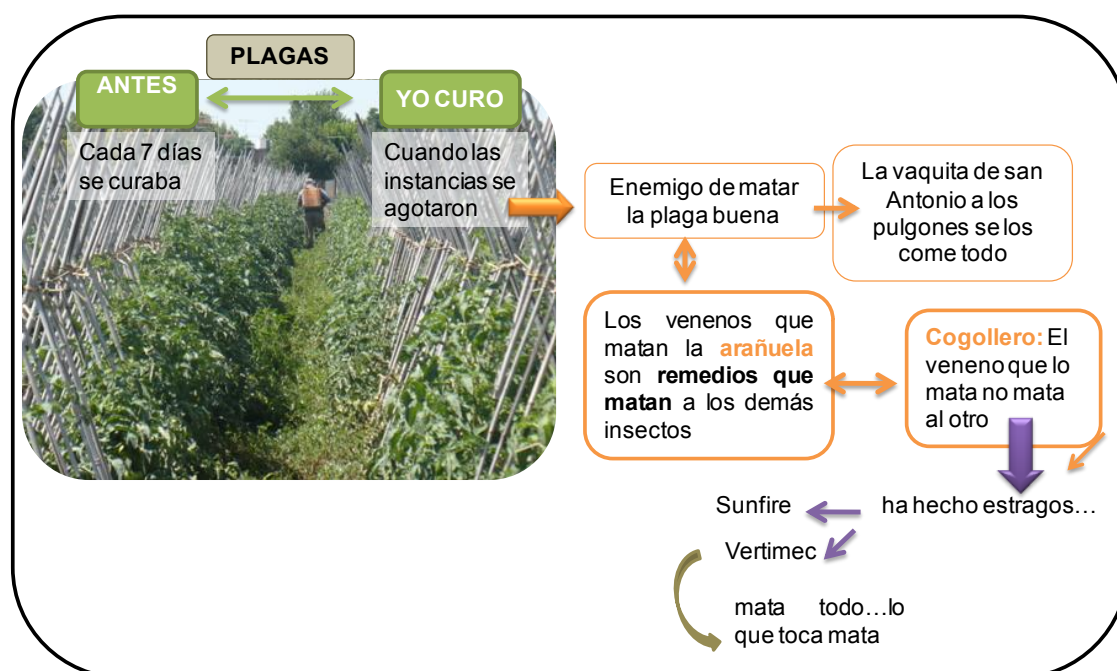 PLAGAS
ANTES
YO CURO
Cada 7 días
se curaba
Cuando las
instancias se
agotaron
Enemigo de matar
la plaga buena
La vaquita de san
Antonio a los
pulgones se los
come todo
Los venenos que
matan la arañuela
son remedios que
matan a los demás
insectos
Cogollero: El
veneno que lo
mata no mata
al otro
Sunfire
ha hecho estragos...
Vertimec
mata todo...lo
que toca mata